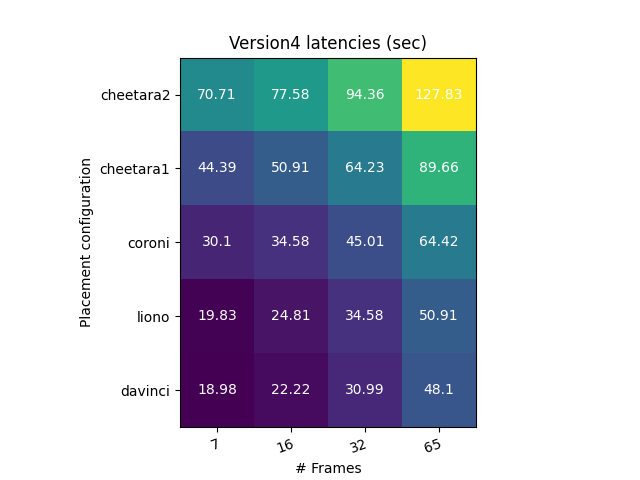 Version4 latencies (sec)
Placement configuration
cheetara2 70.71 77.58 94.36 127.83
cheetara1 44.39 50.91 64.23 89.66
coroni 30.1 34.58 45.01 64.42
liono 19.83 24.81 34.58 50.91
davinci 18.98 22.22 30.99 48.1
7 16 32 65
# Frames